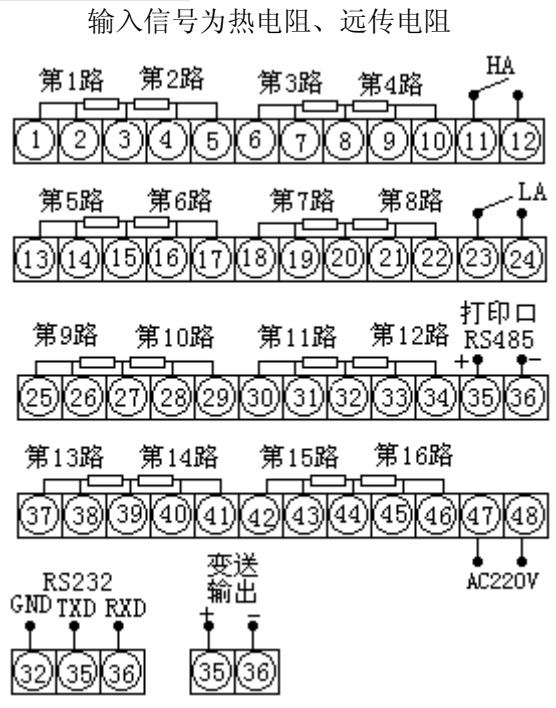 输入信号为热电阻、远传电阻
第1路 第2路 第3路 第4路 HA
1 2 3 4 5 6 7 8 9 10 11 12
第5路 第6路 第7路 第8路 LA
13 14 15 16 17 18 19 20 21 22 23 24
打印口
第9路 第10路 第11路 第12路 RS485
+ −
25 26 27 28 29 30 31 32 33 34 35 36
第13路 第14路 第15路 第16路
37 38 39 40 41 42 43 44 45 46 47 48
AC220V
变送
RS232 输出
GND TXD RXD + −
32 35 36 35 36